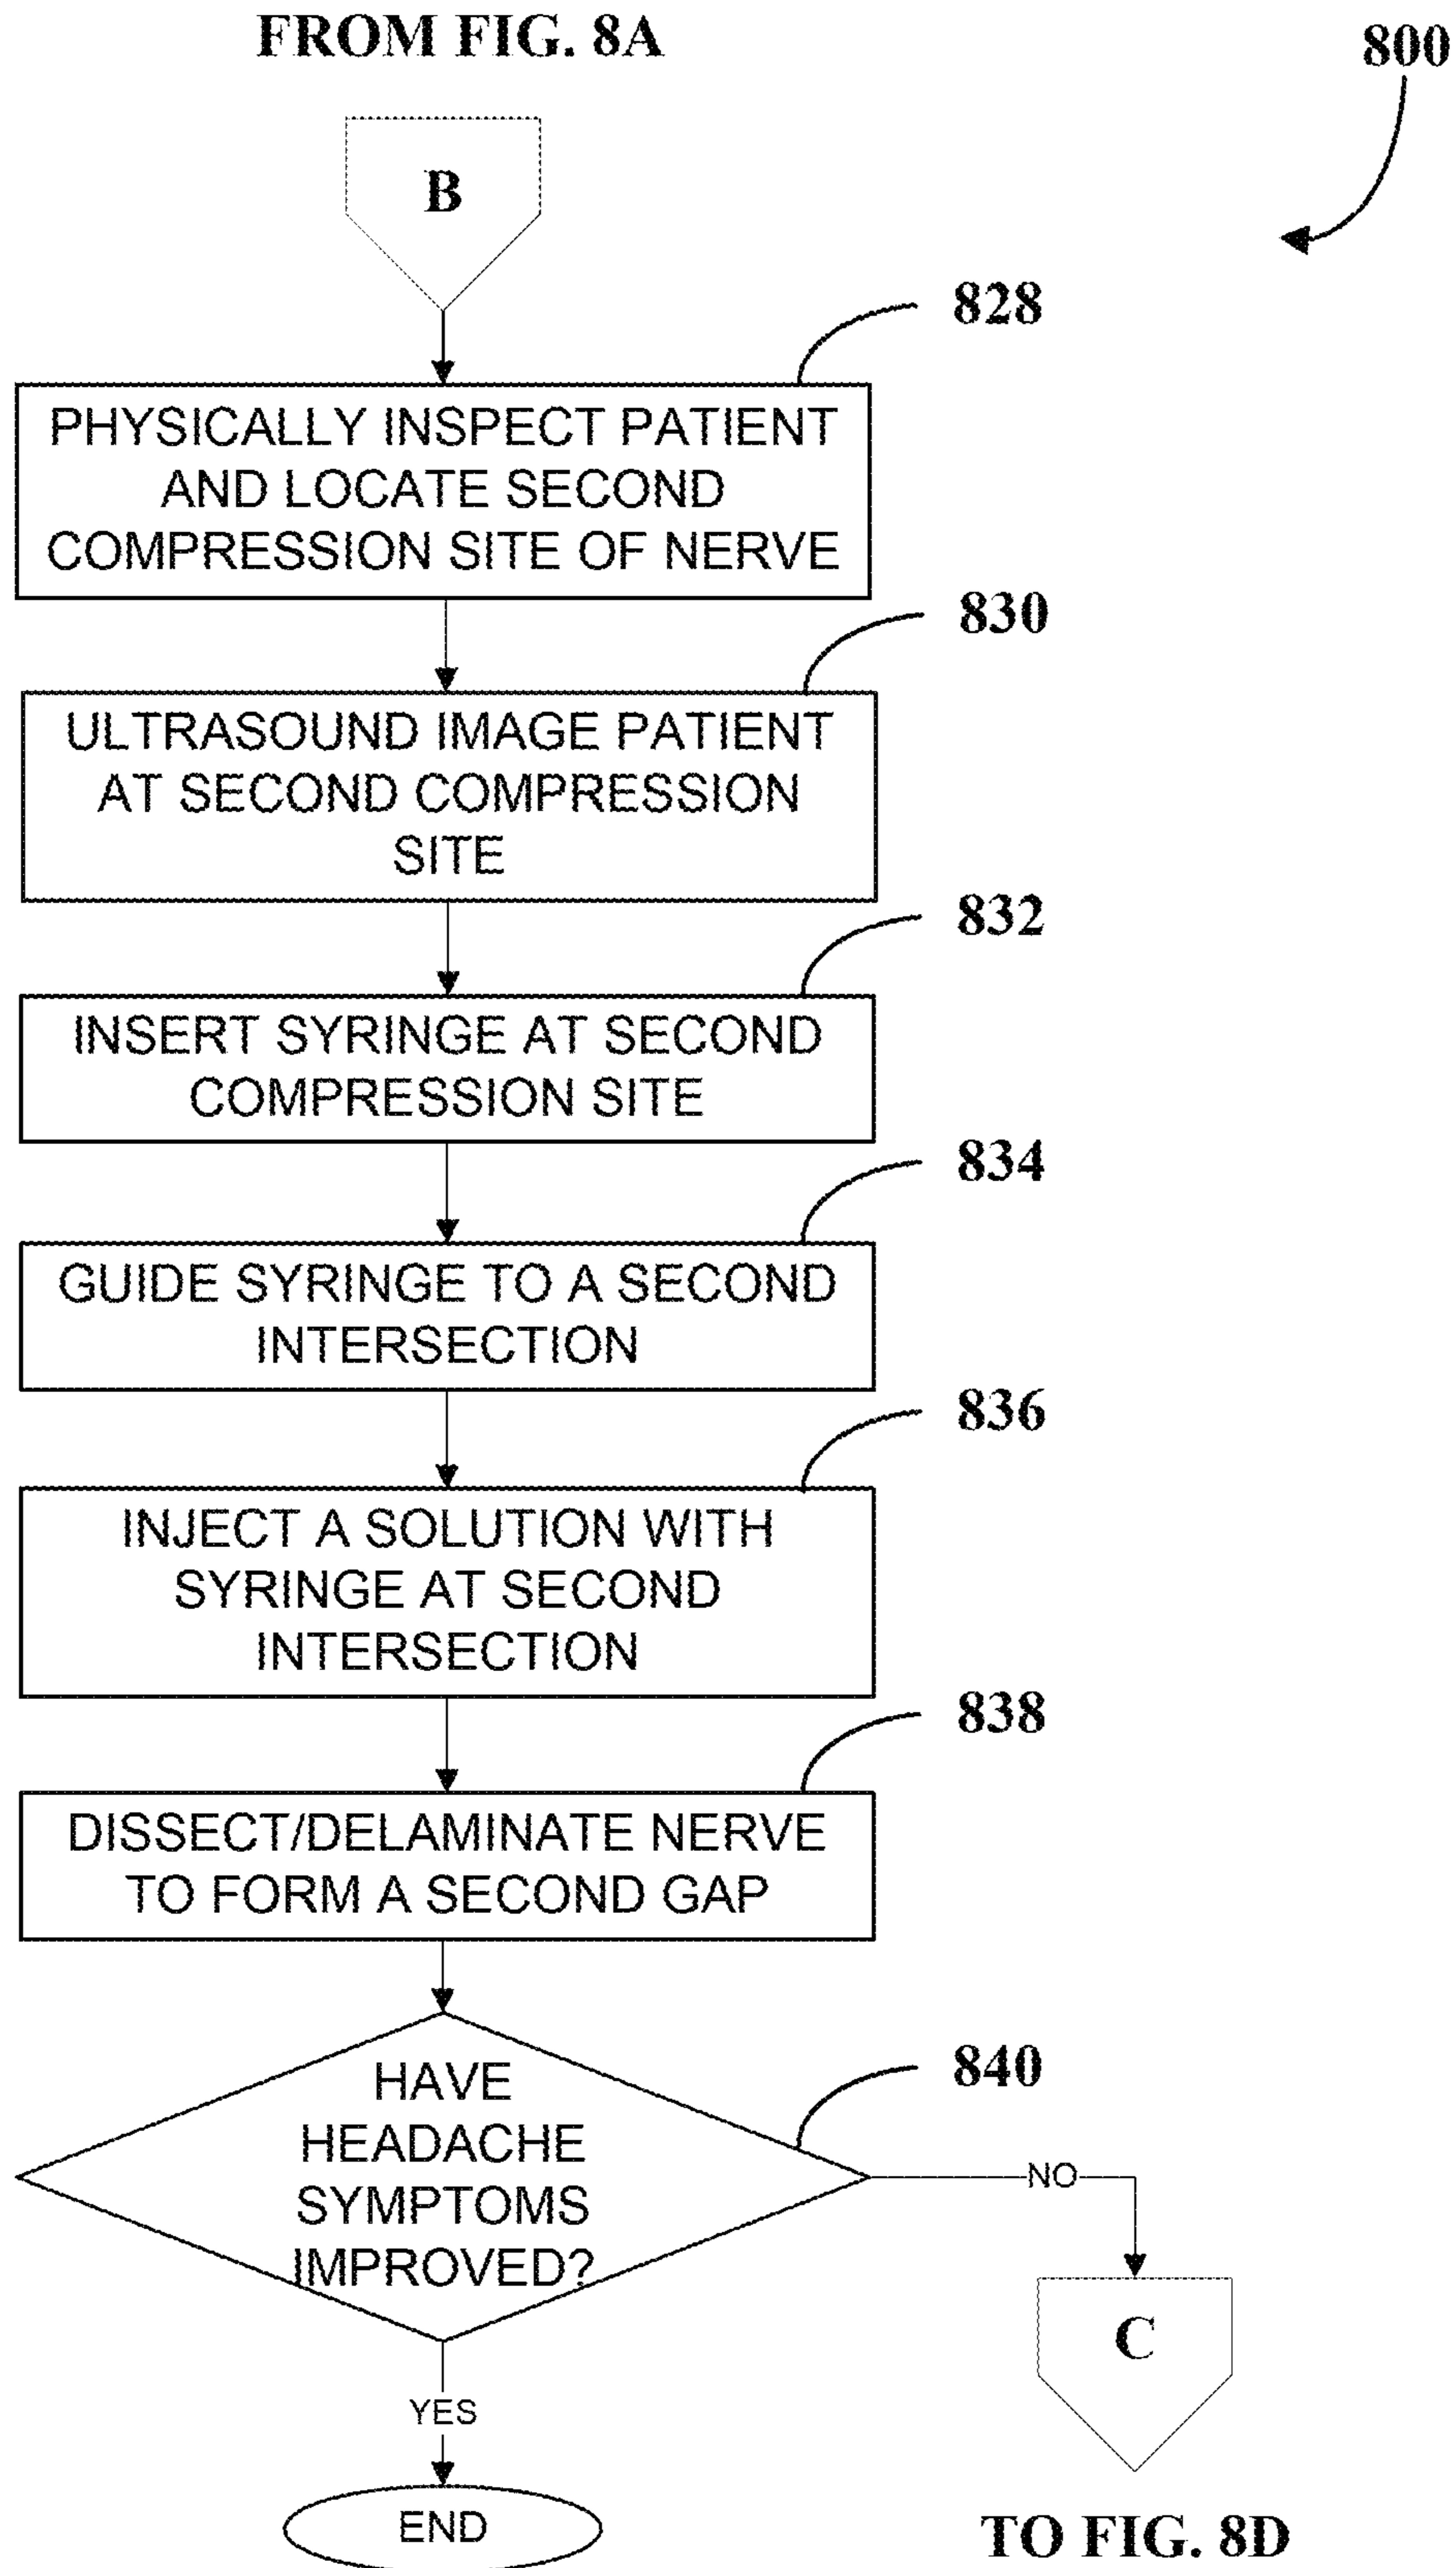 FROM FIG. 8A
800
B
828
PHYSICALLY INSPECT PATIENT
AND LOCATE SECOND
COMPRESSION SITE OF NERVE
830
ULTRASOUND IMAGE PATIENT
AT SECOND COMPRESSION
SITE
832
INSERT SYRINGE AT SECOND
COMPRESSION SITE
834
GUIDE SYRINGE TO A SECOND
INTERSECTION
836
INJECT A SOLUTION WITH
SYRINGE AT SECOND
INTERSECTION
838
DISSECT/DELAMINATE NERVE
TO FORM A SECOND GAP
840
HAVE
HEADACHE
SYMPTOMS
IMPROVED?
NO
C
YES
END
TO FIG. 8D